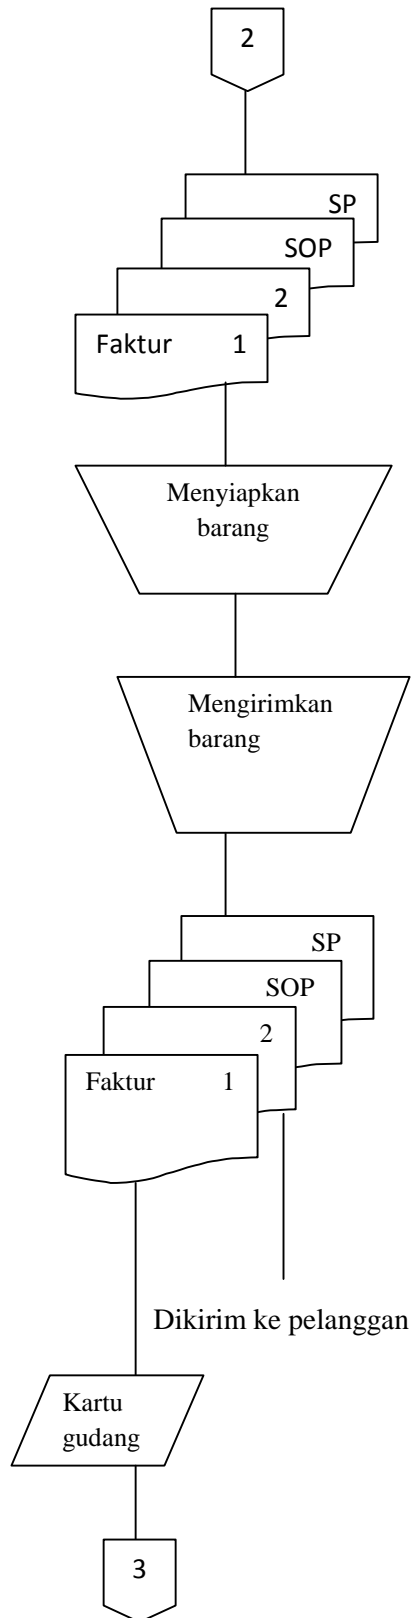 2
SP
SOP
2
Faktur 1
Menyiapkan
barang
Mengirimkan
barang
SP
SOP
2
Faktur 1
Dikirim ke pelanggan
Kartu
gudang
3